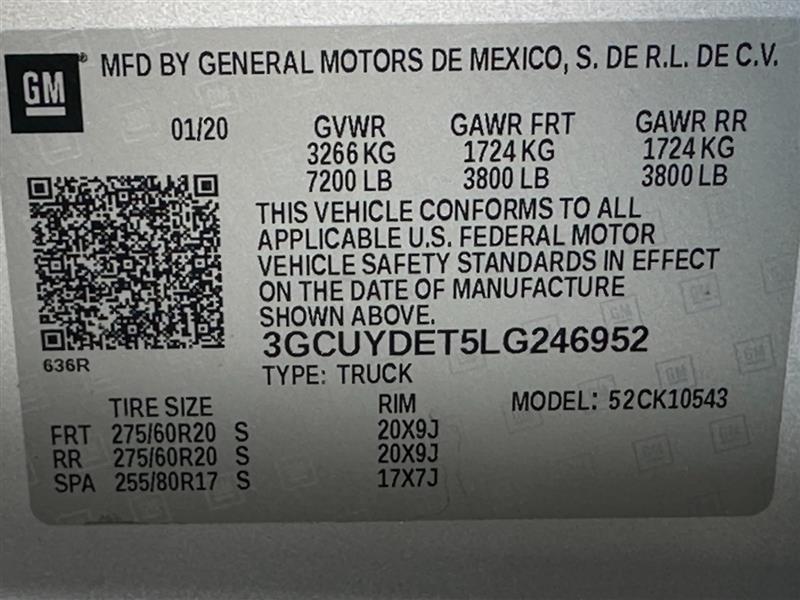 GM
MFD BY GENERAL MOTORS DE MEXICO, S. DE R.L. DE C.V.
01/20 GVWR GAWR FRT GAWR RR
3266 KG 1724 KG 1724 KG
7200 LB 3800 LB 3800 LB
THIS VEHICLE CONFORMS TO ALL
APPLICABLE U.S. FEDERAL MOTOR
VEHICLE SAFETY STANDARDS IN EFFECT
ON THE DATE OF MANUFACTURE
SHOWN ABOVE.
3GCUYDET5LG246952
636R
TYPE: TRUCK
TIRE SIZE RIM MODEL: 52CK10543
FRT 275/60R20 S 20X9J
RR 275/60R20 S 20X9J
SPA 255/80R17 S 17X7J